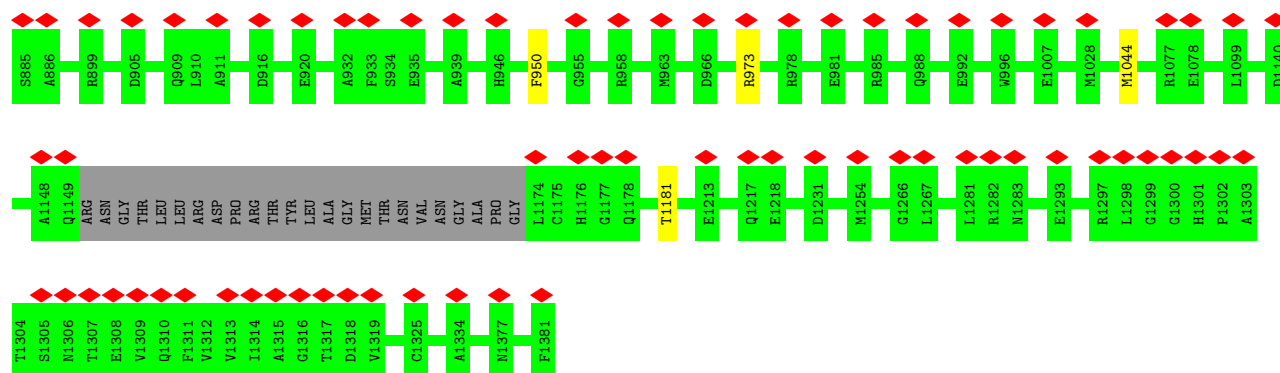 S885 A886 R899 D905 Q909 L910 A911 D916 E920 A932 F933 S934 E935 A939 H946 F950 G955 R958 M963 D966 R973 R978 E981 R985 Q988 E992 W996 E1007 M1028 M1044 R1077 E1078 L1099 D1140
A1148 Q1149 ARG ASN GLY THR LEU LEU ARG ASP PRO ARG THR TYR LEU ALA GLY MET THR ASN VAL ASN GLY ALA PRO GLY L1174 C1175 H1176 G1177 Q1178 T1181 E1213 Q1217 E1218 D1231 M1254 G1266 L1267 L1281 R1282 N1283 E1293 R1297 L1298 G1299 G1300 H1301 P1302 A1303
T1304 S1305 N1306 T1307 E1308 V1309 Q1310 F1311 V1312 V1313 I1314 A1315 G1316 T1317 D1318 V1319 C1325 A1334 N1377 F1381